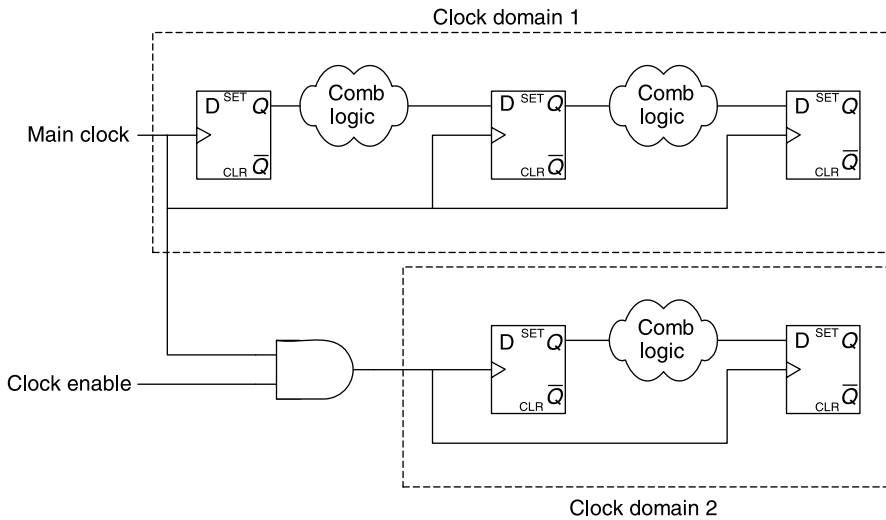 Clock domain 1
D SET Q
Q̅
CLR
Comb
logic
D SET Q
Q̅
CLR
Comb
logic
D SET Q
Q̅
CLR
Main clock
D SET Q
Q̅
CLR
Comb
logic
D SET Q
Q̅
CLR
Clock enable
Clock domain 2